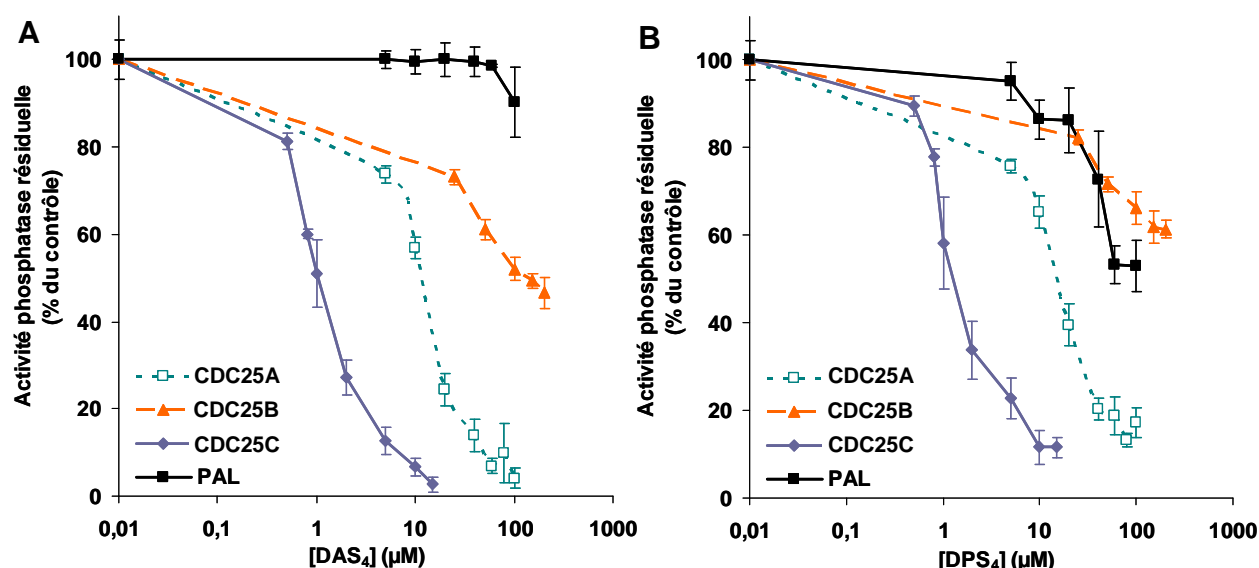 A
Activité phosphatase résiduelle
(% du contrôle)
100
80
60
40
20
0
CDC25A
CDC25B
CDC25C
PAL
0,01
0,1
1
10
100
1000
[DAS₄] (µM)
B
Activité phosphatase résiduelle
(% du contrôle)
100
80
60
40
20
0
CDC25A
CDC25B
CDC25C
PAL
0,01
0,1
1
10
100
1000
[DPS₄] (µM)